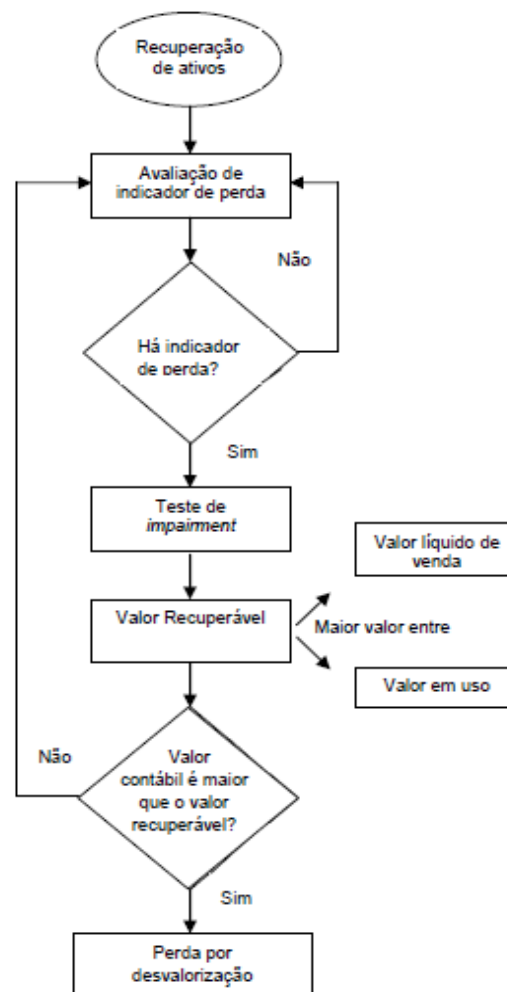 Recuperação
de ativos
Avaliação de
indicador de perda
Não
Há indicador
de perda?
Sim
Teste de
impairment
Valor líquido de
venda
Valor Recuperável
Maior valor entre
Valor em uso
Não
Valor
contábil é maior
que o valor
recuperável?
Sim
Perda por
desvalorização